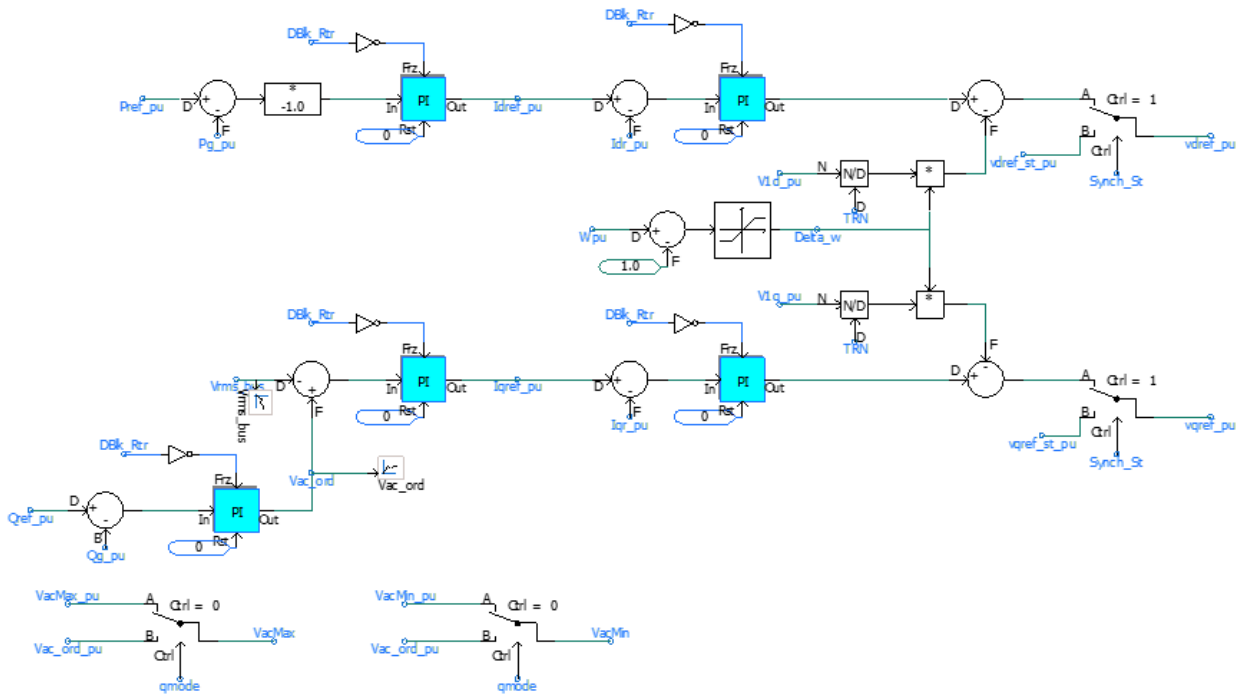 DBlk_Rtr
DBlk_Rtr
Frz
Frz
Pref_pu
D
+
-
F
Pg_pu
*
-1.0
In
PI
Out
Rst
0
Idref_pu
D
+
-
F
Idr_pu
In
PI
Out
Rst
0
D
+
-
F
A
Ctrl = 1
B
Ctrl
vdref_st_pu
vdref_pu
Synch_St
V1d_pu
N
N/D
D
TRN
*
Wpu
D
+
-
F
1.0
Delta_w
V1q_pu
N
N/D
D
TRN
*
DBlk_Rtr
DBlk_Rtr
Frz
Frz
F
Vrms_bus
D
-
+
F
Vrms_bus
In
PI
Out
Rst
0
Iqref_pu
D
+
-
F
Iqr_pu
In
PI
Out
Rst
0
D
+
-
A
Ctrl = 1
B
Ctrl
vqref_st_pu
vqref_pu
Synch_St
DBlk_Rtr
Frz
Vac_ord
Vac_ord
Qref_pu
D
+
-
B
Qg_pu
In
PI
Out
Rst
0
VacMax_pu
A
Ctrl = 0
Vac_ord_pu
B
Ctrl
VacMax
qmode
VacMin_pu
A
Ctrl = 0
Vac_ord_pu
B
Ctrl
VacMin
qmode